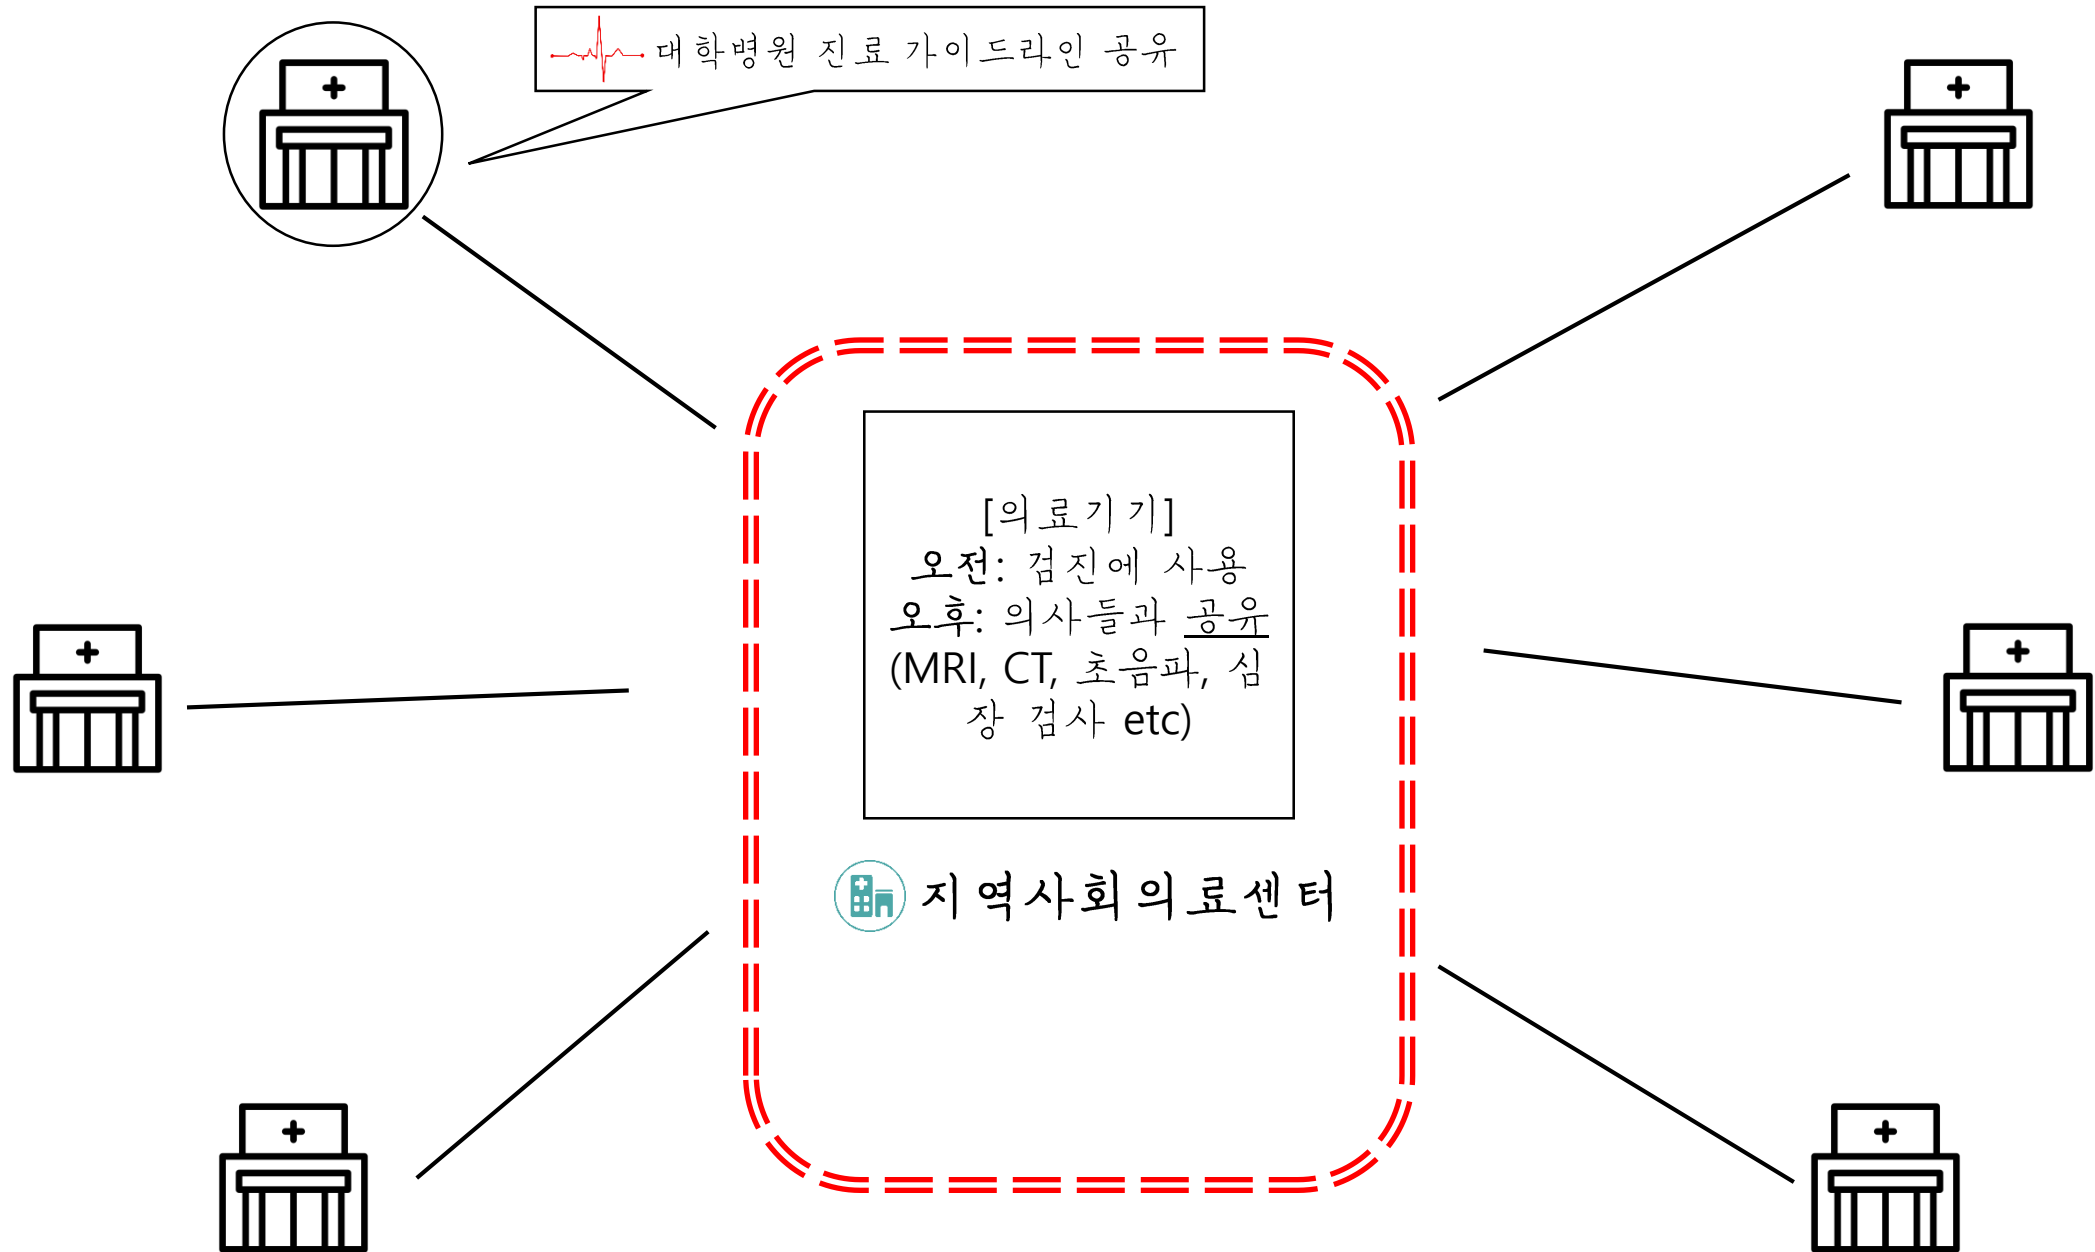 대학병원 진료 가이드라인 공유
[의료기기]
오전: 검진에 사용
오후: 의사들과 공유
(MRI, CT, 초음파, 심
장 검사 etc)
지역사회의료센터